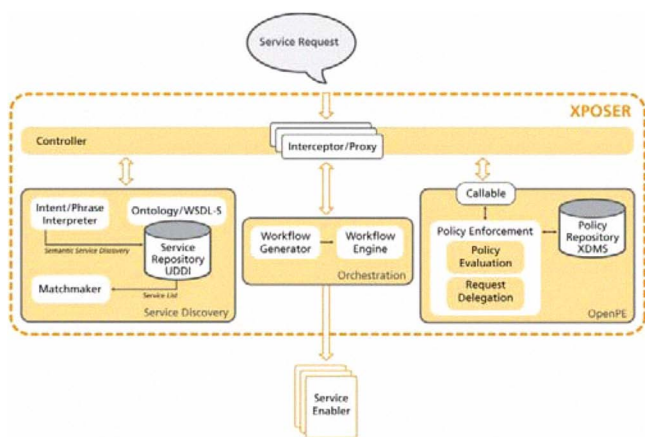 Service Request
XPOSER
Controller
Interceptor/Proxy
Intent/Phrase
Interpreter
Ontology/WSDL-S
Semantic Service Discovery
Service
Repository
UDDI
Matchmaker
Service List
Service Discovery
Workflow
Generator
Workflow
Engine
Orchestration
Callable
Policy Enforcement
Policy
Evaluation
Request
Delegation
Policy
Repository
XDMS
OpenPE
Service
Enabler